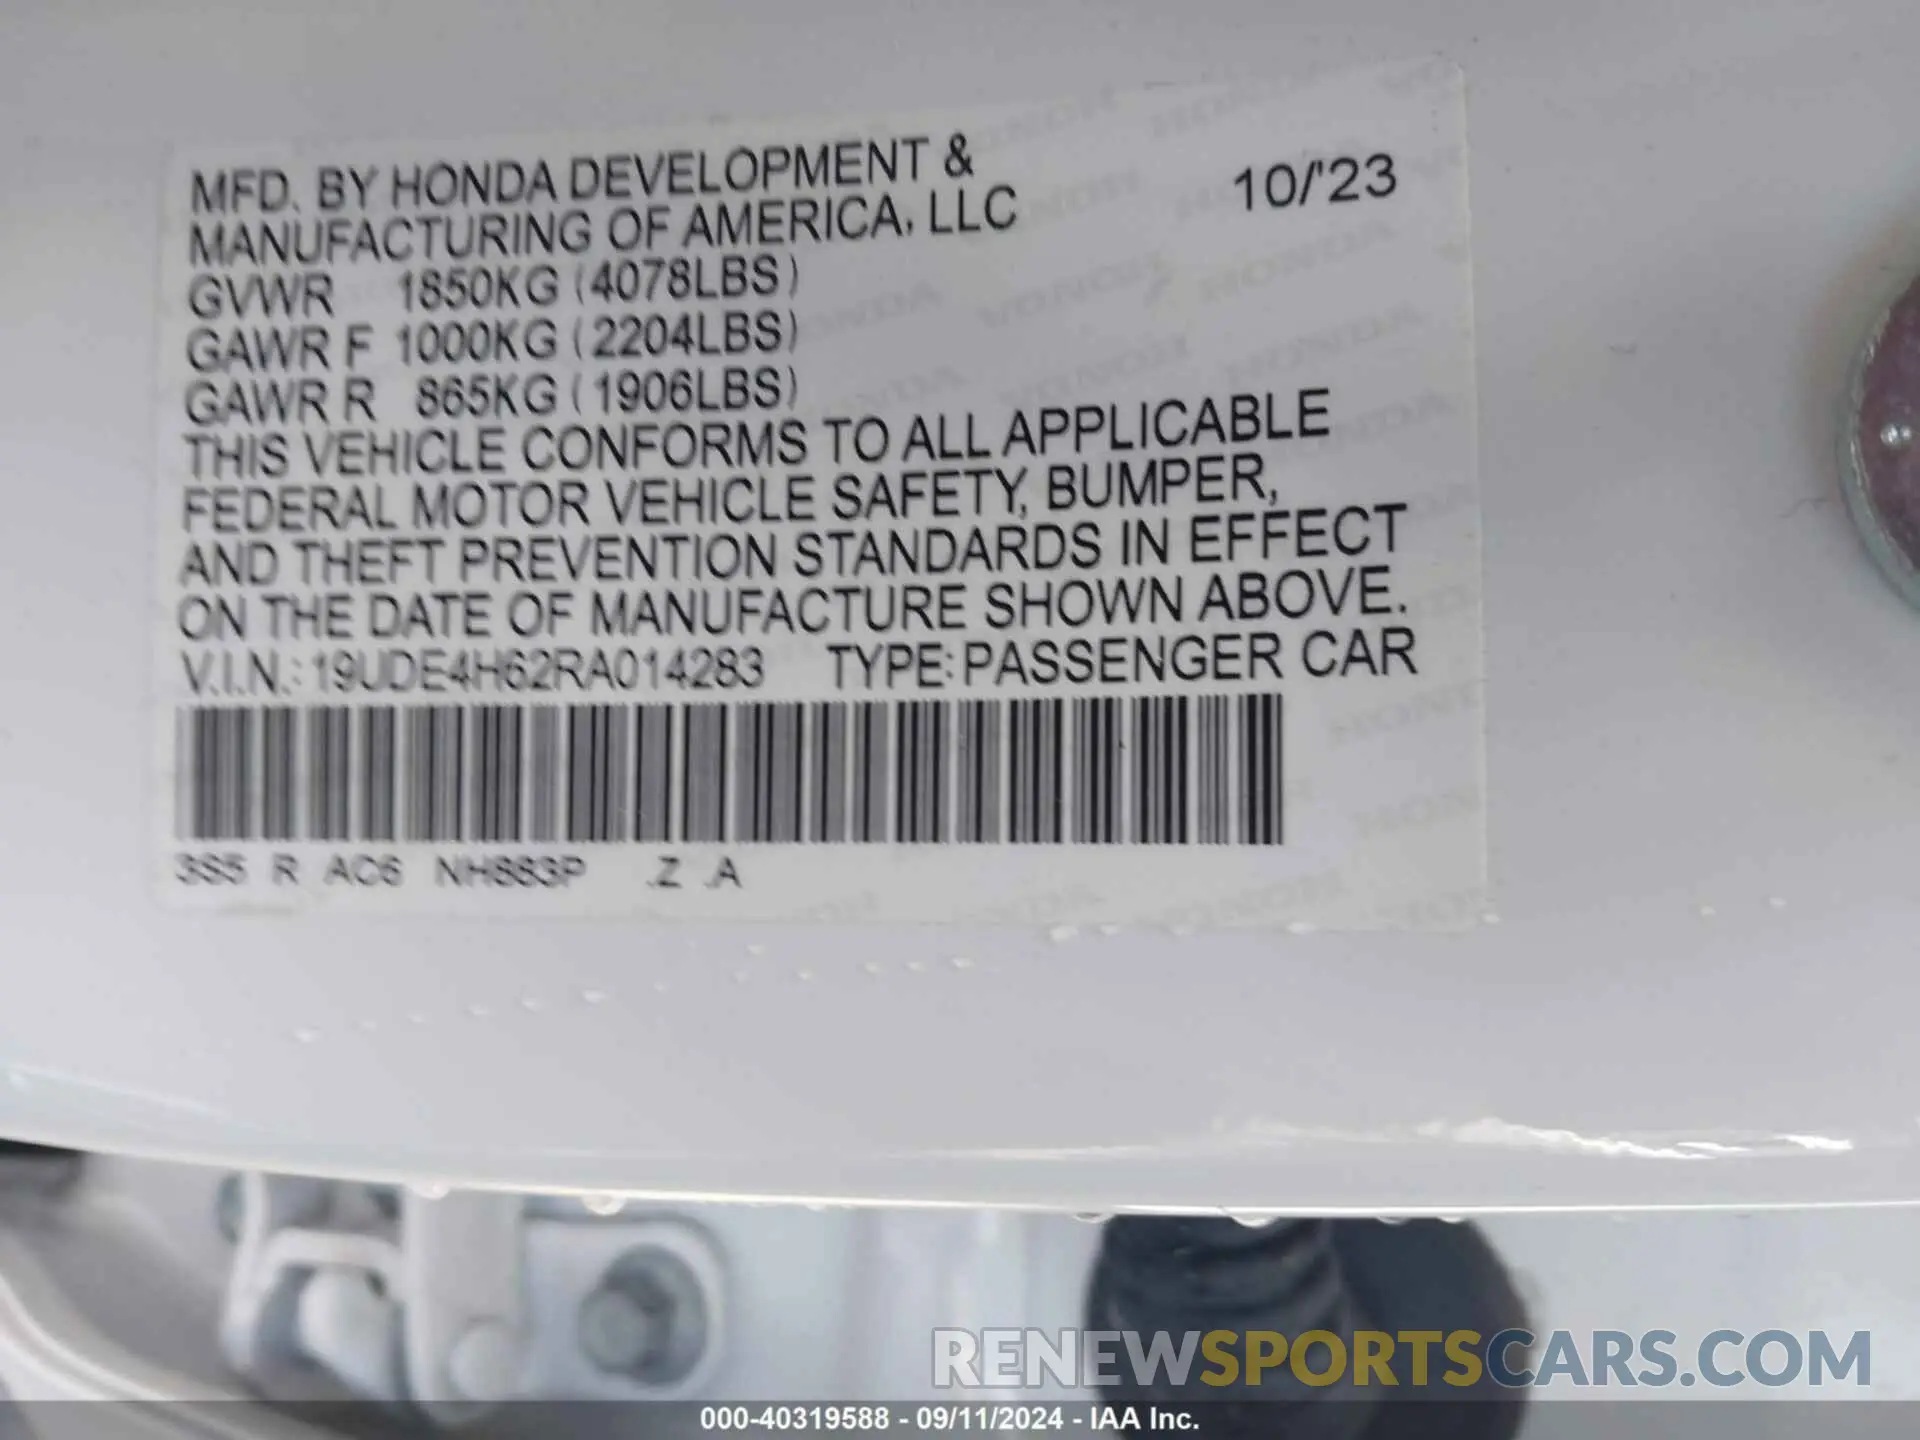 MFD. BY HONDA DEVELOPMENT &
MANUFACTURING OF AMERICA, LLC 10/'23
GVWR 1850KG (4078LBS)
GAWR F 1000KG (2204LBS)
GAWR R 865KG (1906LBS)
THIS VEHICLE CONFORMS TO ALL APPLICABLE
FEDERAL MOTOR VEHICLE SAFETY, BUMPER,
AND THEFT PREVENTION STANDARDS IN EFFECT
ON THE DATE OF MANUFACTURE SHOWN ABOVE.
V.I.N.: 19UDE4H62RA014283 TYPE: PASSENGER CAR
3S5 R AC6 NH883P .Z .A
RENEWSPORTSCARS.COM
000-40319588 - 09/11/2024 - IAA Inc.